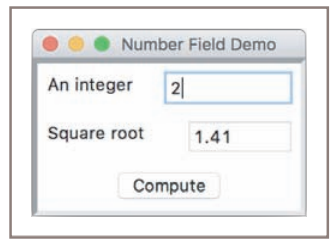 Number Field Demo
An integer 2
Square root 1.41
Compute